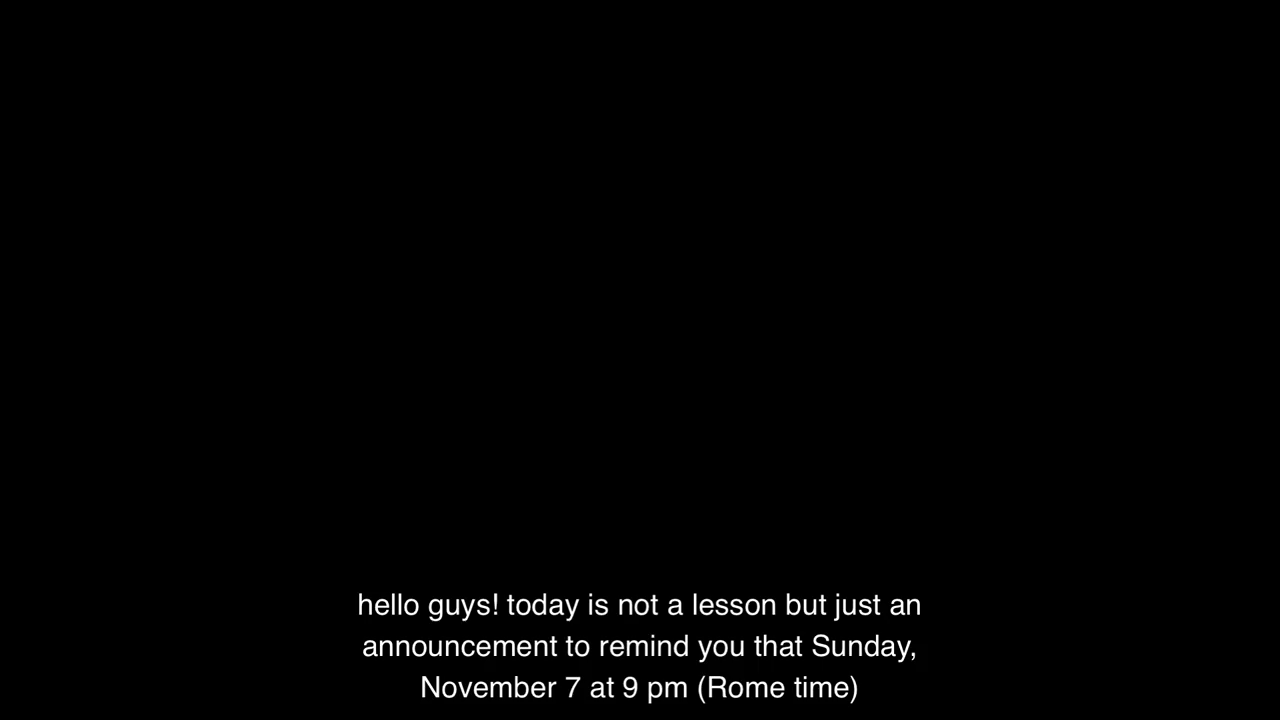 hello guys! today is not a lesson but just an
announcement to remind you that Sunday,
November 7 at 9 pm (Rome time)